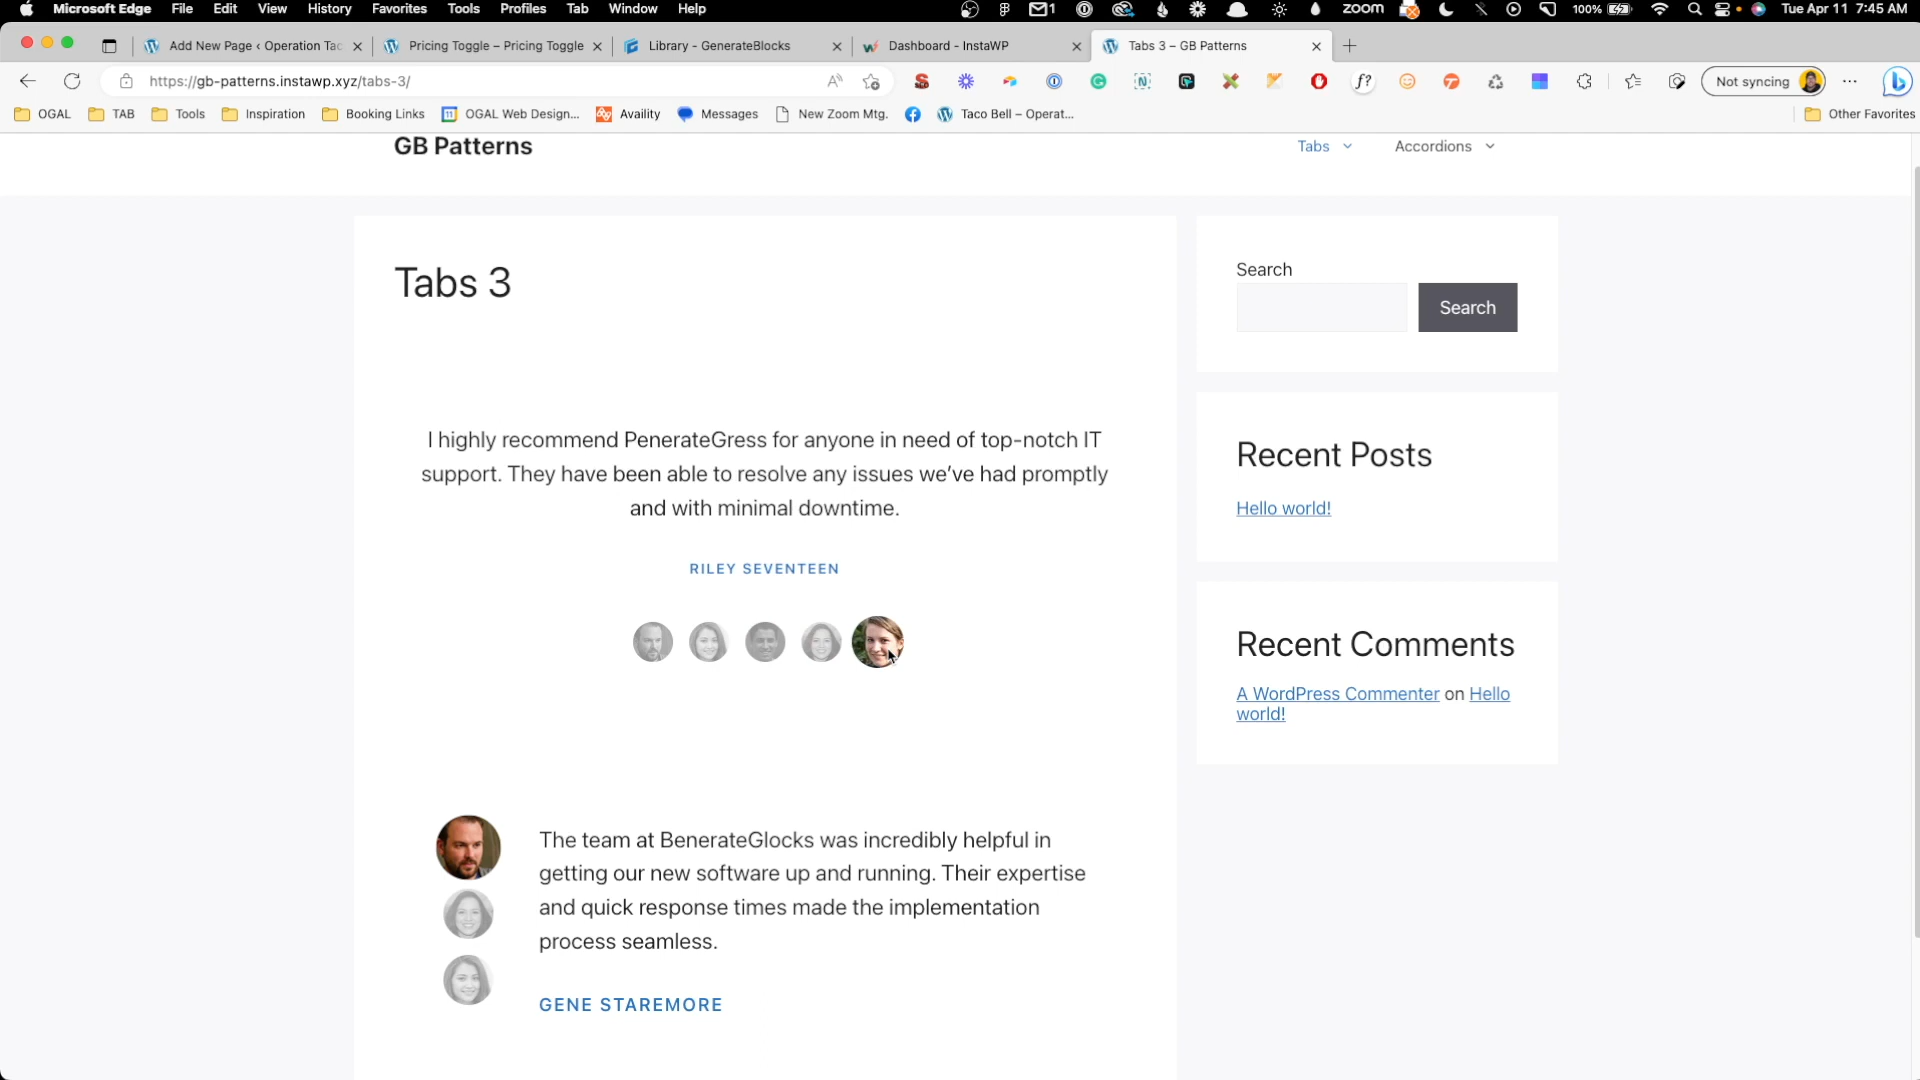 Microsoft Edge File Edit View History Favorites Tools Profiles Tab Window Help 1 zoom 100% Tue Apr 11 7:45 AM
Add New Page ‹ Operation Tac Pricing Toggle – Pricing Toggle Library - GenerateBlocks Dashboard - InstaWP Tabs 3 – GB Patterns
https://gb-patterns.instawp.xyz/tabs-3/ Not syncing
OGAL TAB Tools Inspiration Booking Links OGAL Web Design... Availity Messages New Zoom Mtg. Taco Bell – Operat... Other Favorites
GB Patterns Tabs Accordions
Tabs 3
I highly recommend PenerateGress for anyone in need of top-notch IT
support. They have been able to resolve any issues we've had promptly
and with minimal downtime.
RILEY SEVENTEEN
The team at BenerateGlocks was incredibly helpful in
getting our new software up and running. Their expertise
and quick response times made the implementation
process seamless.
GENE STAREMORE
Search
Search
Recent Posts
Hello world!
Recent Comments
A WordPress Commenter on Hello
world!